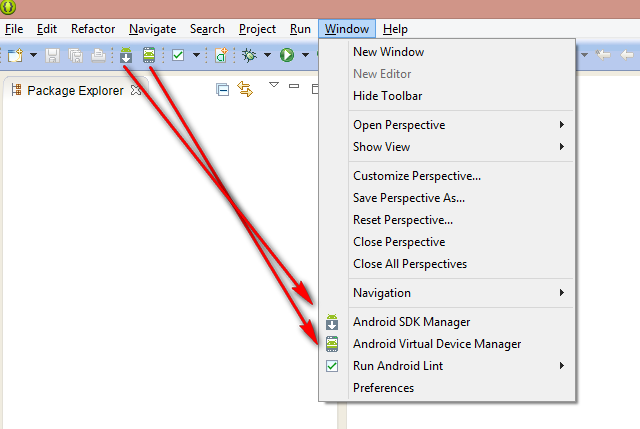 File Edit Refactor Navigate Search Project Run Window Help
Package Explorer
New Window
New Editor
Hide Toolbar
Open Perspective
Show View
Customize Perspective...
Save Perspective As...
Reset Perspective...
Close Perspective
Close All Perspectives
Navigation
Android SDK Manager
Android Virtual Device Manager
Run Android Lint
Preferences